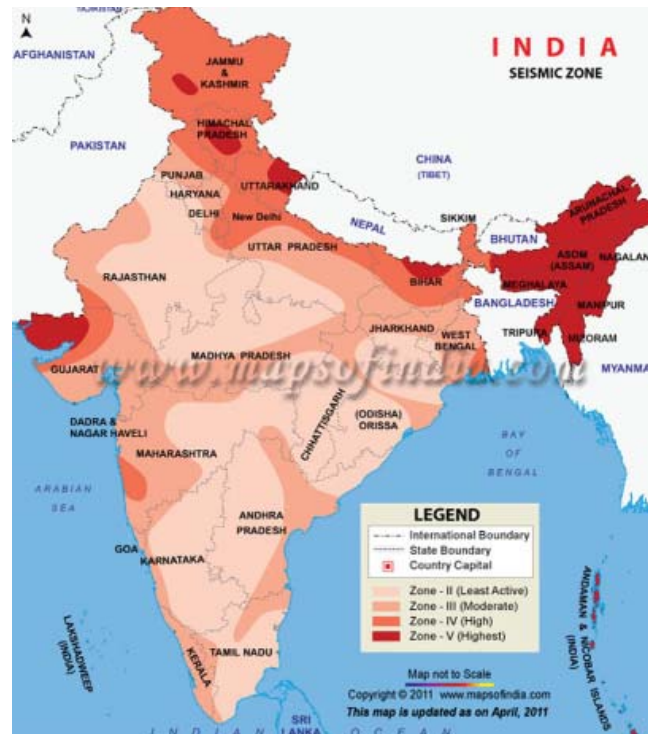 N
INDIA
SEISMIC ZONE
AFGHANISTAN
JAMMU
&
KASHMIR
HIMACHAL
PRADESH
PAKISTAN
PUNJAB
HARYANA
DELHI
UTTARAKHAND
New Delhi
CHINA
(TIBET)
NEPAL
SIKKIM
BHUTAN
ARUNACHAL
PRADESH
UTTAR PRADESH
RAJASTHAN
BIHAR
ASOM
(ASSAM)
NAGALAN
MEGHALAYA
BANGLADESH
MANIPUR
TRIPURA
MIZORAM
JHARKHAND
WEST
BENGAL
MADHYA PRADESH
GUJARAT
www.mapsofindia.com
MYANMA
CHHATTISGARH
(ODISHA)
ORISSA
DADRA &
NAGAR HAVELI
MAHARASHTRA
BAY
OF
BENGAL
ARABIAN
SEA
ANDHRA
PRADESH
GOA
KARNATAKA
LEGEND
International Boundary
State Boundary
Country Capital
Zone - II (Least Active)
Zone - III (Moderate)
Zone - IV (High)
Zone - V (Highest)
LAKSHADWEEP
(INDIA)
KERALA
TAMIL NADU
ANDAMAN & NICOBAR ISLANDS
(INDIA)
Map not to Scale
Copyright © 2011 www.mapsofindia.com
This map is updated as on April, 2011
SRI
LANKA
INDIAN OCEAN